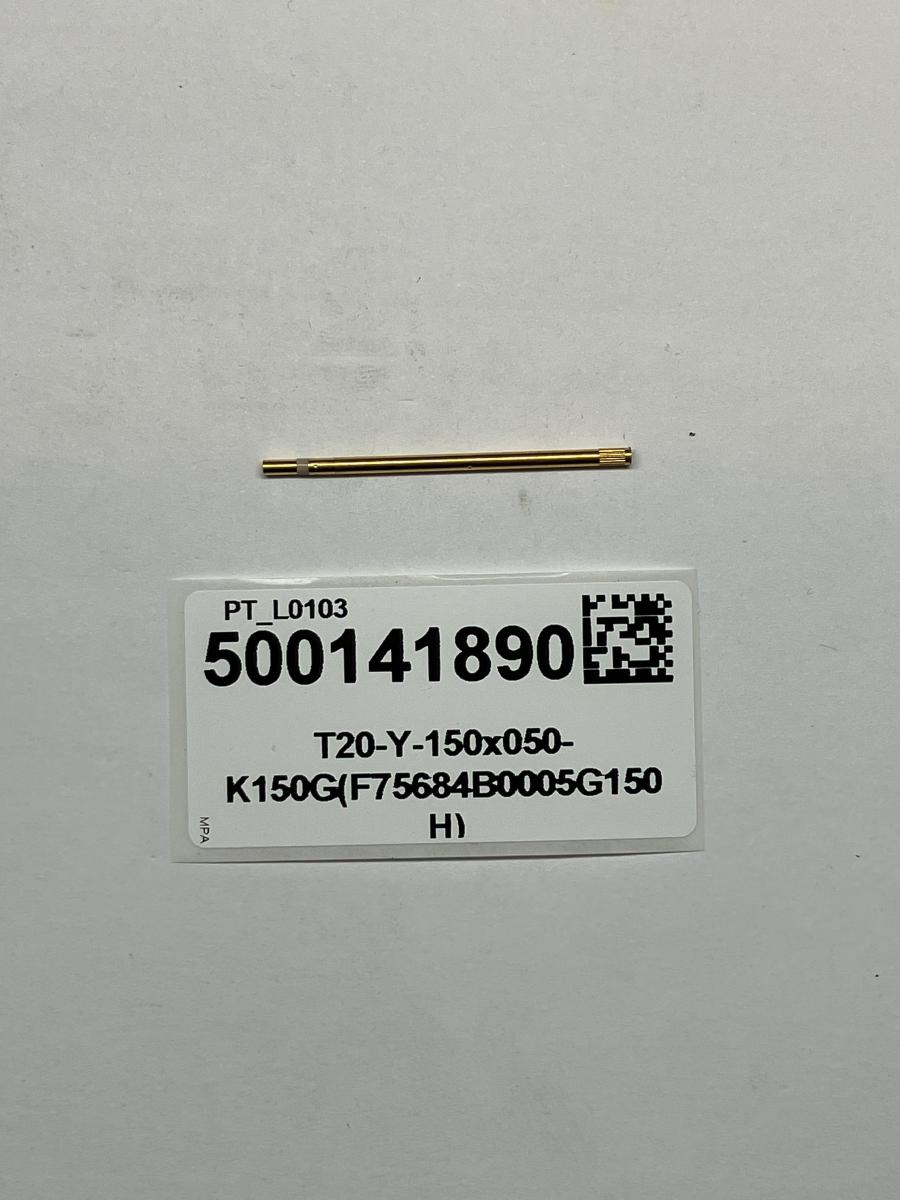 PT_L0103
500141890
T20-Y-150x050-
K150G(F75684B0005G150
H)
MPA